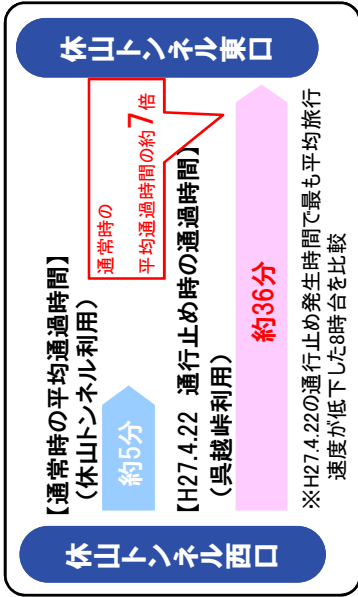 休山トンネル西口
休山トンネル東口
【通常時の平均通過時間】
（休山トンネル利用）
約5分
通常時の
平均通過時間の約7倍
【H27.4.22 通行止め時の通過時間】
（呉越峠利用）
約36分
※H27.4.22の通行止め発生時間で最も平均旅行
速度が低下した8時台を比較